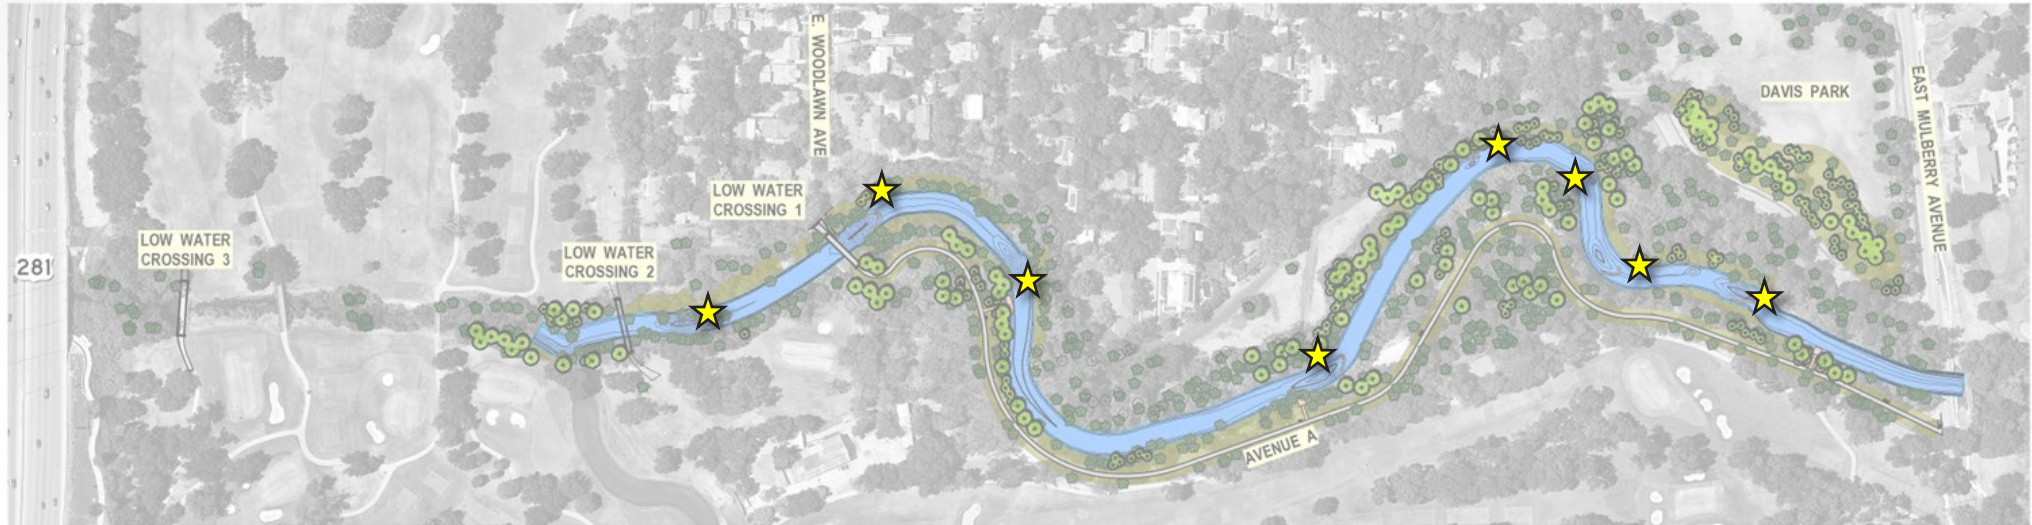 E. WOODLAWN AVE
DAVIS PARK
EAST MULBERRY AVENUE
LOW WATER
CROSSING 1
LOW WATER
CROSSING 3
LOW WATER
CROSSING 2
281
AVENUE A